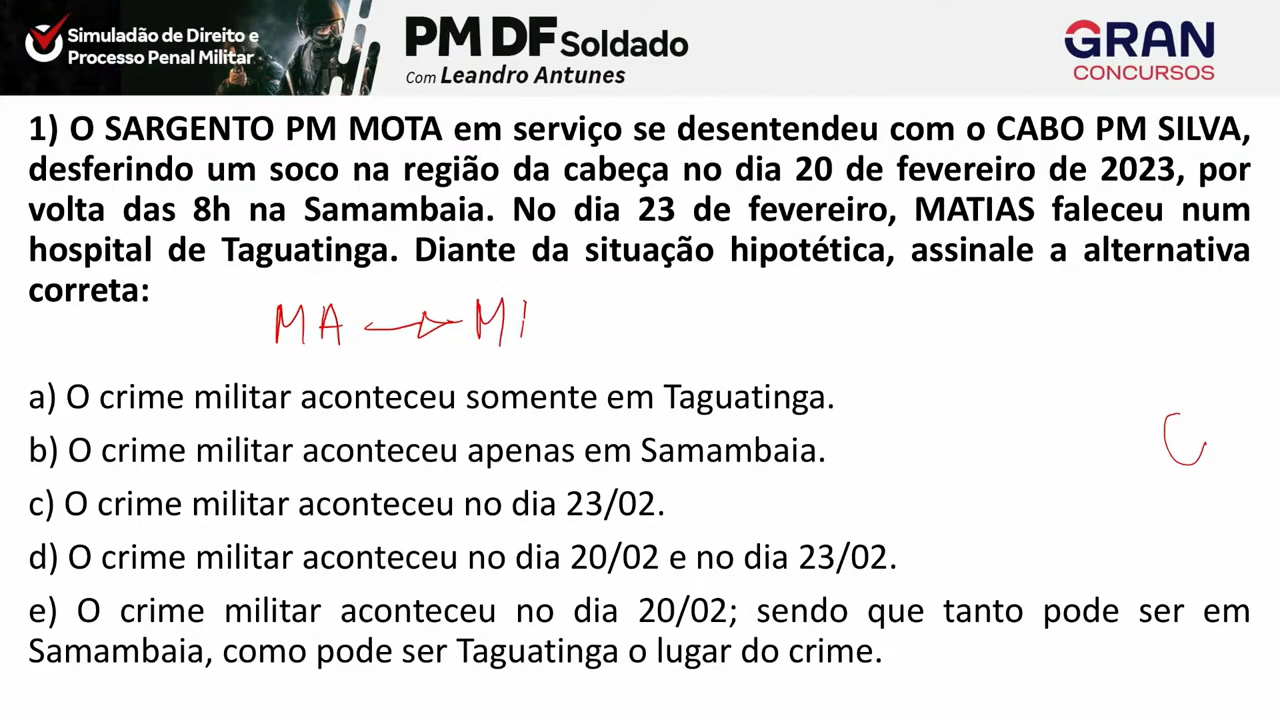 Simuladão de Direito e
Processo Penal Militar
PM DF Soldado
Com Leandro Antunes
GRAN
CONCURSOS
1) O SARGENTO PM MOTA em serviço se desentendeu com o CABO PM SILVA,
desferindo um soco na região da cabeça no dia 20 de fevereiro de 2023, por
volta das 8h na Samambaia. No dia 23 de fevereiro, MATIAS faleceu num
hospital de Taguatinga. Diante da situação hipotética, assinale a alternativa
correta:
MA MI
a) O crime militar aconteceu somente em Taguatinga.
b) O crime militar aconteceu apenas em Samambaia.
c) O crime militar aconteceu no dia 23/02.
d) O crime militar aconteceu no dia 20/02 e no dia 23/02.
e) O crime militar aconteceu no dia 20/02; sendo que tanto pode ser em
Samambaia, como pode ser Taguatinga o lugar do crime.